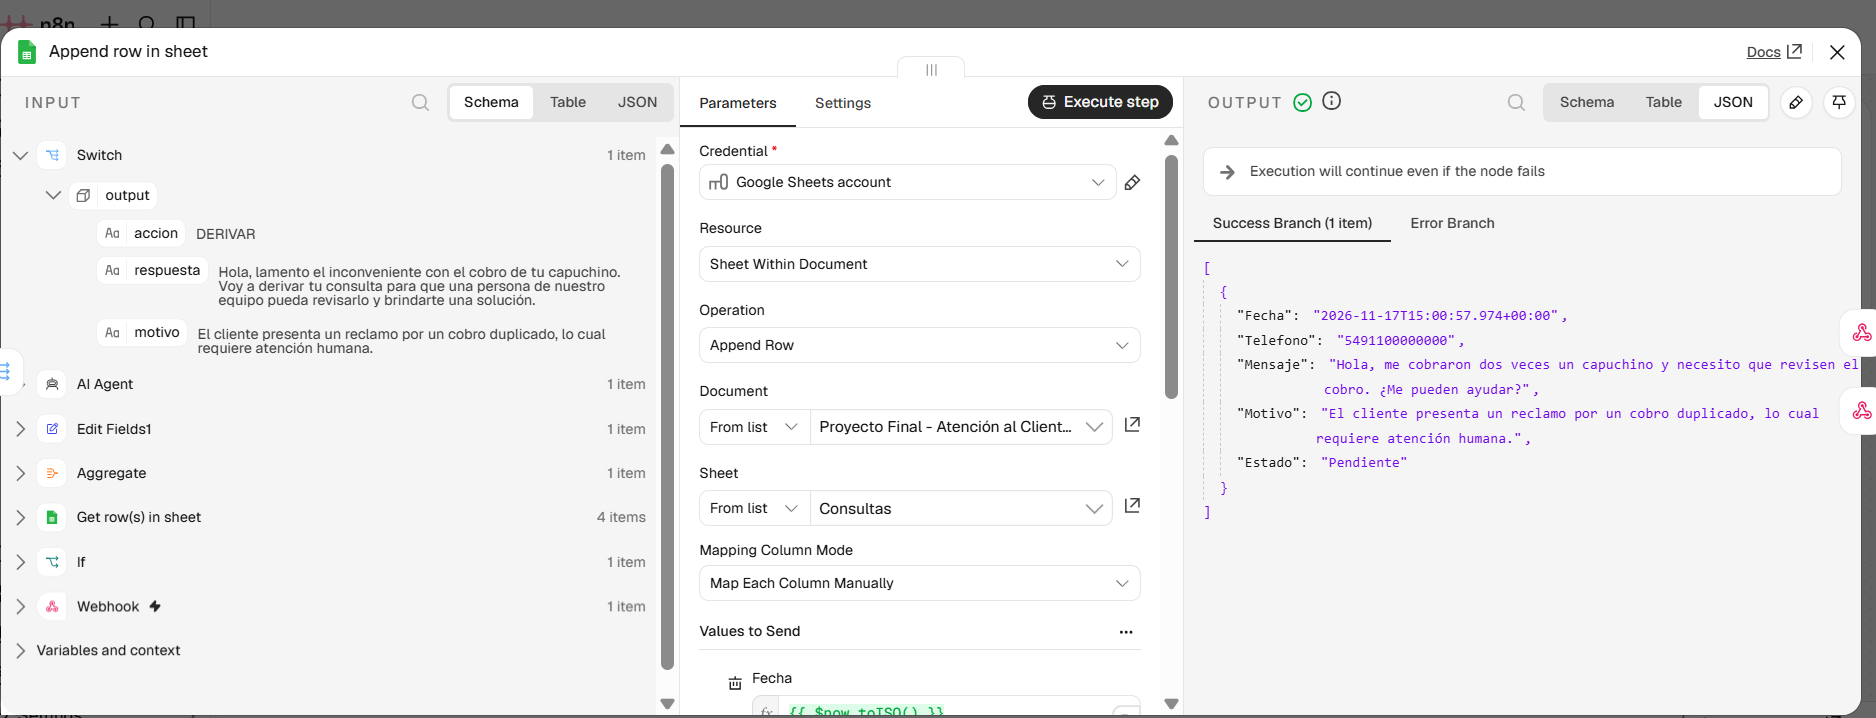 n8n
Append row in sheet
Docs
INPUT
Schema
Table
JSON
Switch
1 item
output
Aa accion DERIVAR
Aa respuesta Hola, lamento el inconveniente con el cobro de tu capuchino.
Voy a derivar tu consulta para que una persona de nuestro
equipo pueda revisarlo y brindarte una solución.
Aa motivo El cliente presenta un reclamo por un cobro duplicado, lo cual
requiere atención humana.
AI Agent
1 item
Edit Fields1
1 item
Aggregate
1 item
Get row(s) in sheet
4 items
If
1 item
Webhook
1 item
Variables and context
Parameters
Settings
Execute step
Credential *
Google Sheets account
Resource
Sheet Within Document
Operation
Append Row
Document
From list
Proyecto Final - Atención al Client...
Sheet
From list
Consultas
Mapping Column Mode
Map Each Column Manually
Values to Send
Fecha
fx {{ $now.toISO() }}
OUTPUT
Schema
Table
JSON
Execution will continue even if the node fails
Success Branch (1 item)
Error Branch
[
{
"Fecha": "2026-11-17T15:00:57.974+00:00",
"Telefono": "5491100000000",
"Mensaje": "Hola, me cobraron dos veces un capuchino y necesito que revisen el
cobro. ¿Me pueden ayudar?",
"Motivo": "El cliente presenta un reclamo por un cobro duplicado, lo cual
requiere atención humana.",
"Estado": "Pendiente"
}
]